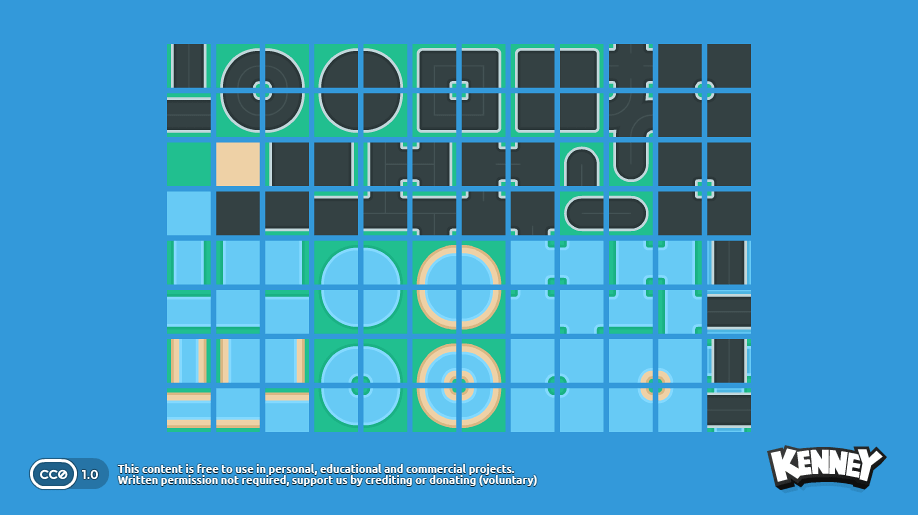 CC0 1.0
This content is free to use in personal, educational and commercial projects.
Written permission not required, support us by crediting or donating (voluntary)
KENNEY